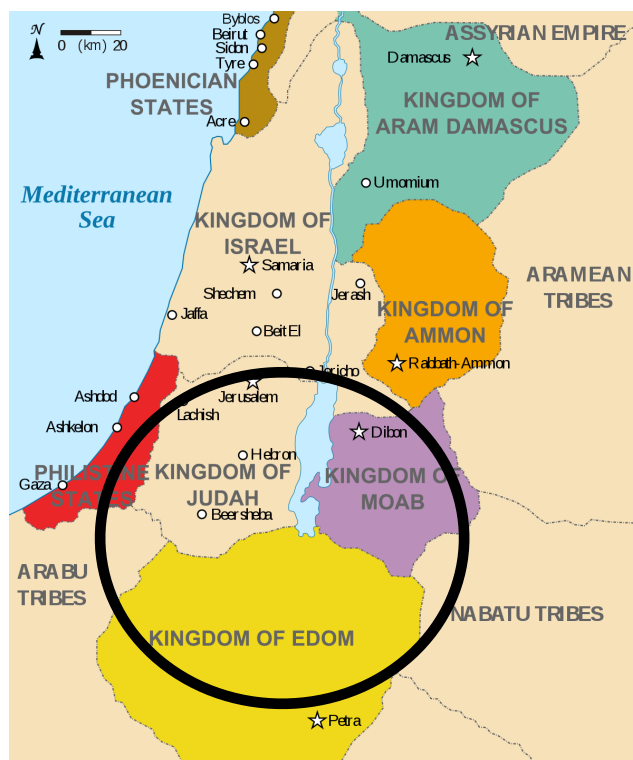 Byblos
Beirut
Sidon
Tyre
N
0 (km) 20
ASSYRIAN EMPIRE
Damascus
PHOENICIAN
STATES
KINGDOM OF
ARAM DAMASCUS
Acre
Umomium
Mediterranean
Sea
KINGDOM OF
ISRAEL
Samaria
ARAMEAN
TRIBES
Shechem
Jerash
Jaffa
KINGDOM OF
AMMON
Beit El
Jericho
Rabbath-Ammon
Jerusalem
Ashdod
Lachish
Ashkelon
Dibon
Hebron
Gaza
PHILISTINE
STATES
KINGDOM OF
JUDAH
KINGDOM OF
MOAB
Beersheba
ARABU
TRIBES
NABATU TRIBES
KINGDOM OF EDOM
Petra